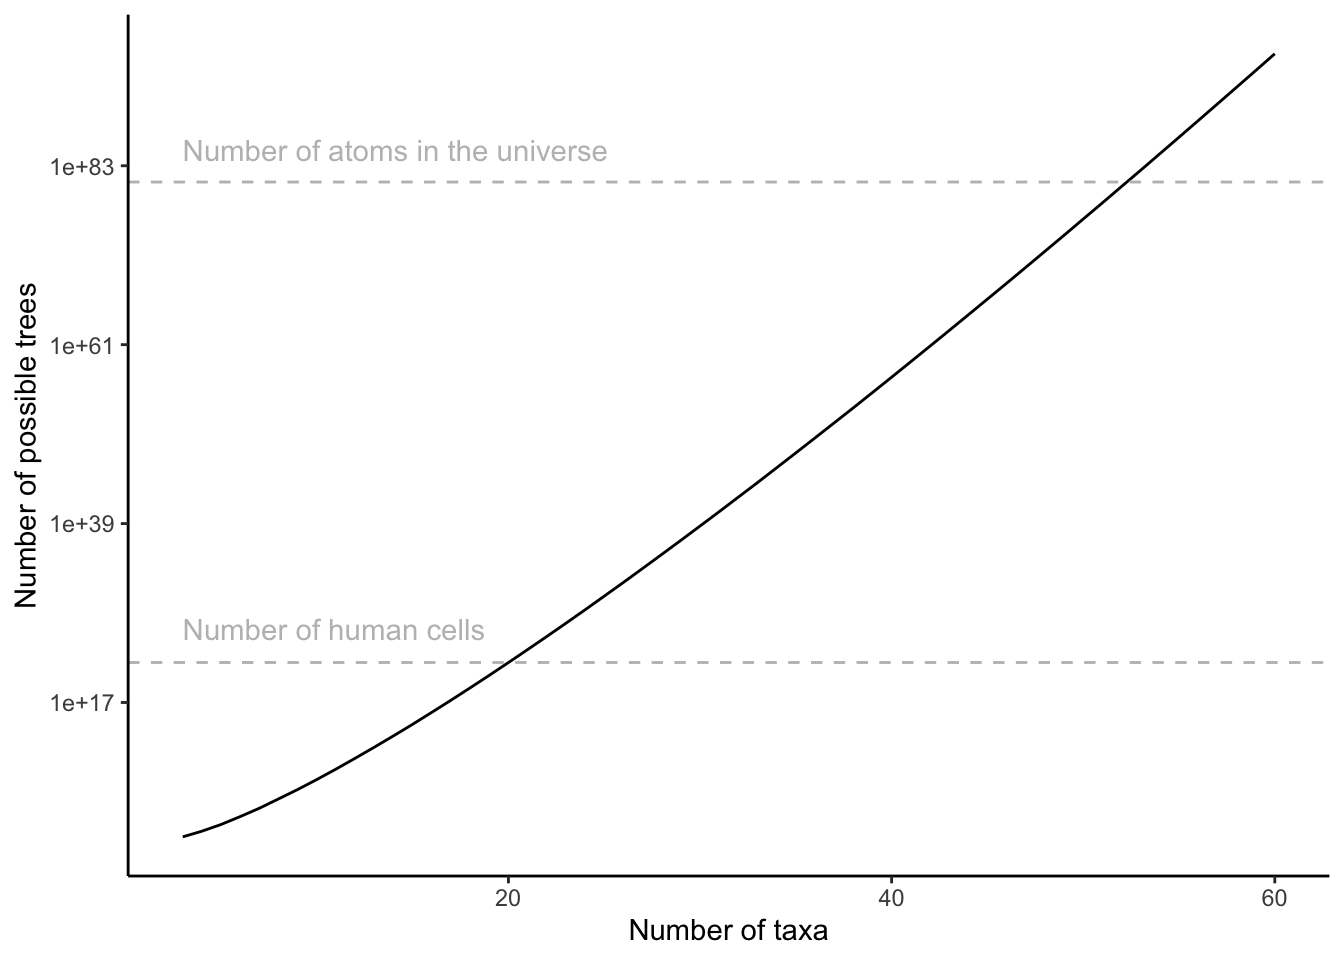 Number of possible trees
1e+83
1e+61
1e+39
1e+17
Number of atoms in the universe
Number of human cells
20
40
60
Number of taxa